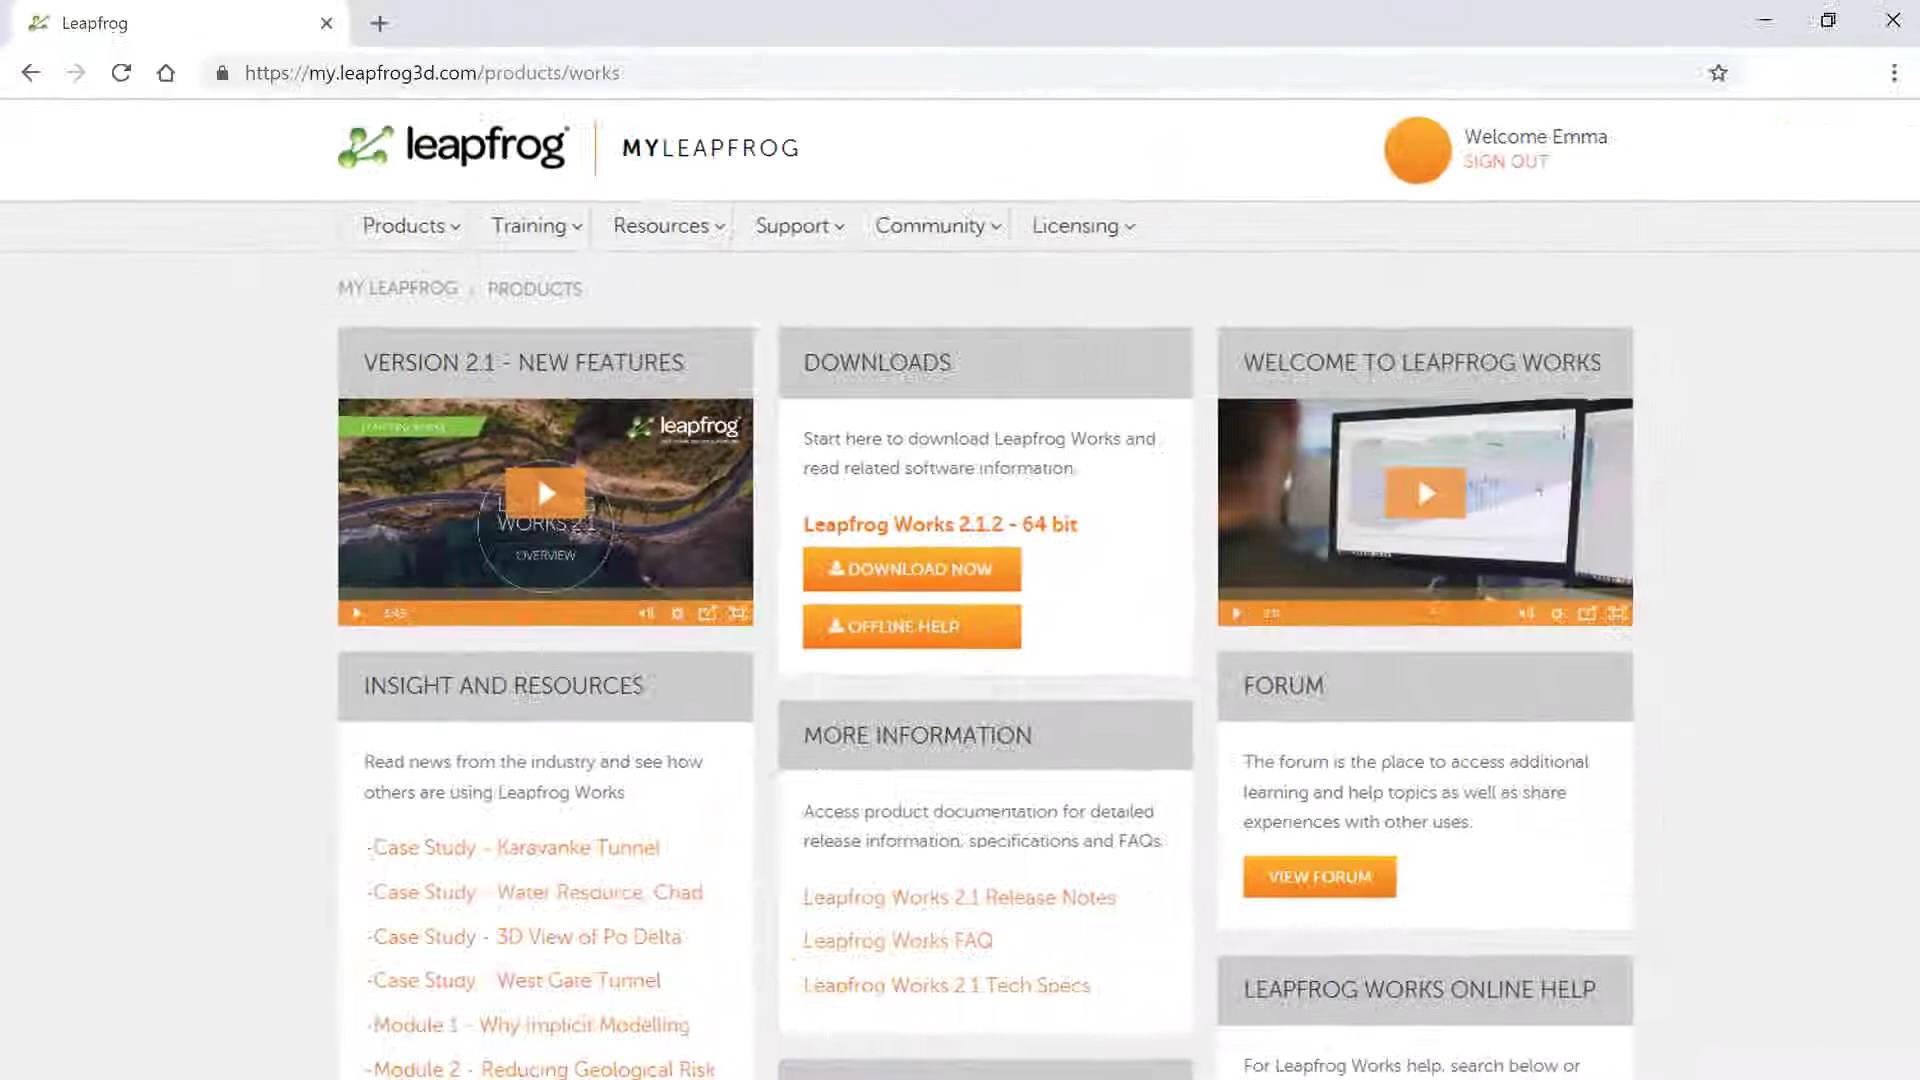 Leapfrog
https://my.leapfrog3d.com/products/works
leapfrog
MYLEAPFROG
Welcome Emma
SIGN OUT
Products
Training
Resources
Support
Community
Licensing
MY LEAPFROG
PRODUCTS
VERSION 2.1 - NEW FEATURES
leapfrog
WORKS 2.1
OVERVIEW
5:43
INSIGHT AND RESOURCES
Read news from the industry and see how
others are using Leapfrog Works
-Case Study - Karavanke Tunnel
-Case Study - Water Resource, Chad
-Case Study - 3D View of Po Delta
-Case Study - West Gate Tunnel
-Module 1 - Why Implicit Modelling
-Module 2 - Reducing Geological Risk
DOWNLOADS
Start here to download Leapfrog Works and
read related software information.
Leapfrog Works 2.1.2 - 64 bit
DOWNLOAD NOW
OFFLINE HELP
MORE INFORMATION
Access product documentation for detailed
release information, specifications and FAQs.
Leapfrog Works 2.1 Release Notes
Leapfrog Works FAQ
Leapfrog Works 2.1 Tech Specs
WELCOME TO LEAPFROG WORKS
FORUM
The forum is the place to access additional
learning and help topics as well as share
experiences with other uses.
VIEW FORUM
LEAPFROG WORKS ONLINE HELP
For Leapfrog Works help, search below or